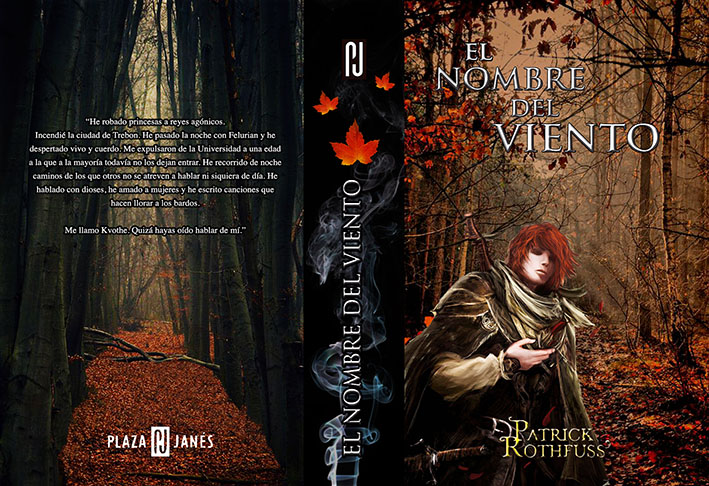 “He robado princesas a reyes agónicos.
Incendié la ciudad de Trebon. He pasado la noche con Felurian y he
despertado vivo y cuerdo. Me expulsaron de la Universidad a una edad
a la que a la mayoría todavía no los dejan entrar. He recorrido de noche
caminos de los que otros no se atreven a hablar ni siquiera de día. He
hablado con dioses, he amado a mujeres y he escrito canciones que
hacen llorar a los bardos.
Me llamo Kvothe. Quizá hayas oído hablar de mí.”
PLAZA PJ JANES
PJ
EL NOMBRE DEL VIENTO
EL
NOMBRE
DEL
VIENTO
PATRICK
ROTHFUSS